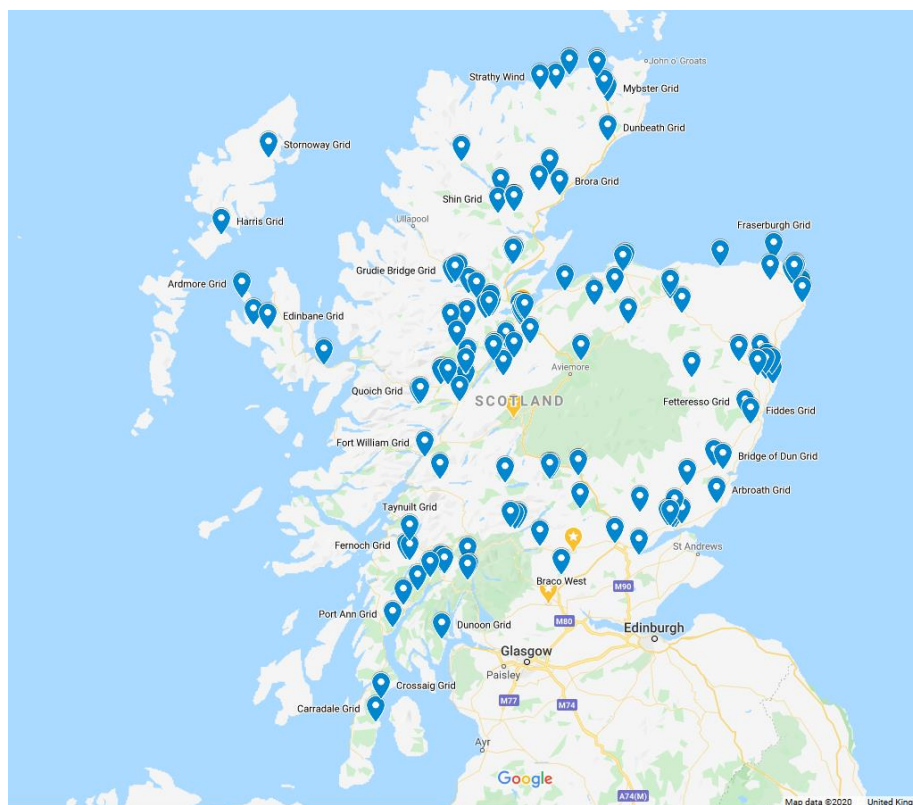 John o' Groats
Strathy Wind
Mybster Grid
Dunbeath Grid
Stornoway Grid
Brora Grid
Shin Grid
Harris Grid
Ullapool
Fraserburgh Grid
Grudie Bridge Grid
Ardmore Grid
Edinbane Grid
Aviemore
Quoich Grid
SCOTLAND
Fetteresso Grid
Fiddes Grid
Fort William Grid
Bridge of Dun Grid
Arbroath Grid
Taynuilt Grid
Fernoch Grid
St Andrews
Braco West
M90
Port Ann Grid
Dunoon Grid
M80
Edinburgh
Glasgow
Paisley
Crossaig Grid
M77
M74
Carradale Grid
Ayr
Google
A74(M)
Map data ©2020
United King